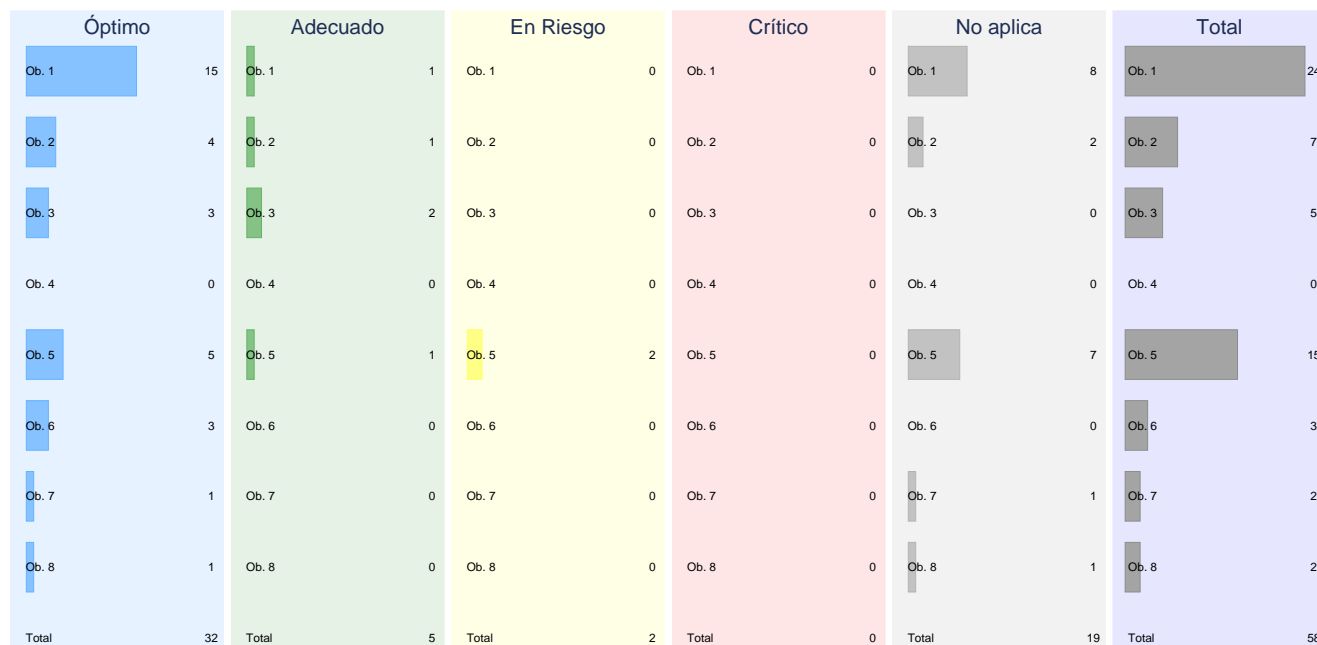 Óptimo Adecuado En Riesgo Crítico No aplica Total
Ob. 1 15 Ob. 1 1 Ob. 1 0 Ob. 1 0 Ob. 1 8 Ob. 1 24
Ob. 2 4 Ob. 2 1 Ob. 2 0 Ob. 2 0 Ob. 2 2 Ob. 2 7
Ob. 3 3 Ob. 3 2 Ob. 3 0 Ob. 3 0 Ob. 3 0 Ob. 3 5
Ob. 4 0 Ob. 4 0 Ob. 4 0 Ob. 4 0 Ob. 4 0 Ob. 4 0
Ob. 5 5 Ob. 5 1 Ob. 5 2 Ob. 5 0 Ob. 5 7 Ob. 5 15
Ob. 6 3 Ob. 6 0 Ob. 6 0 Ob. 6 0 Ob. 6 0 Ob. 6 3
Ob. 7 1 Ob. 7 0 Ob. 7 0 Ob. 7 0 Ob. 7 1 Ob. 7 2
Ob. 8 1 Ob. 8 0 Ob. 8 0 Ob. 8 0 Ob. 8 1 Ob. 8 2
Total 32 Total 5 Total 2 Total 0 Total 19 Total 58